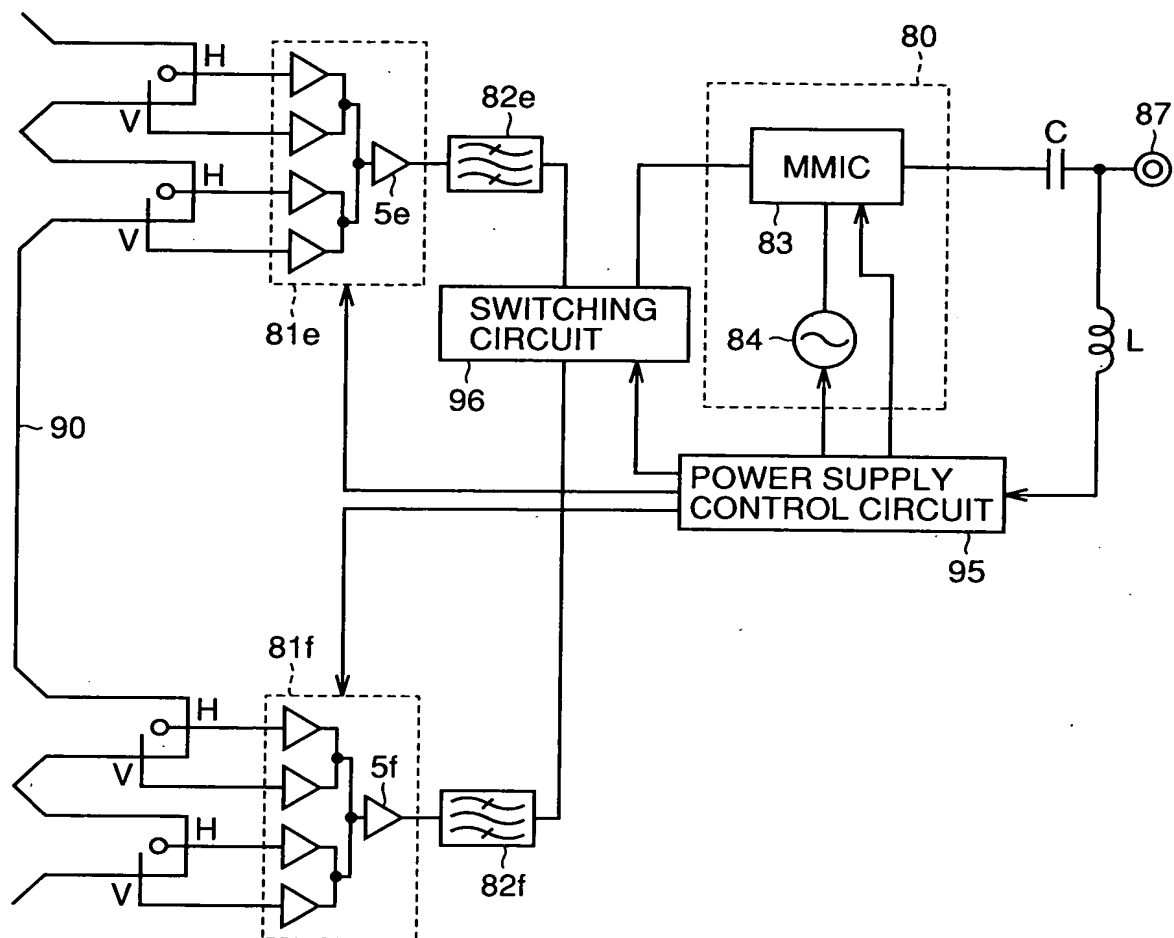 80
H
82e
87
C
V
MMIC
H
5e
83
V
81e
SWITCHING
CIRCUIT
84
L
96
90
POWER SUPPLY
CONTROL CIRCUIT
95
81f
H
5f
V
H
82f
V